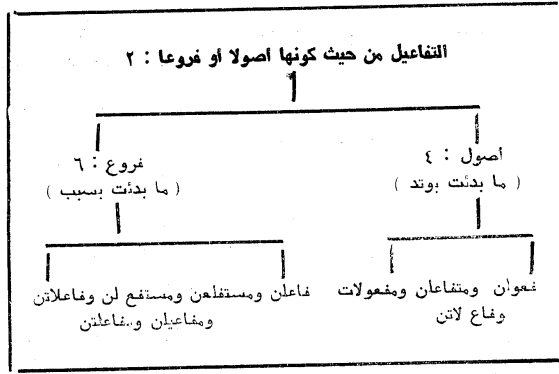 التفاعيل من حيث كونها أصولا أو فروعا : ٢
أصول : ٤
( ما بدئت بوتد )
فعولن ومتفاعلن ومفعولات
وفاع لاتن
فروع : ٦
( ما بدئت بسبب )
فاعلن ومستفلعن ومستفع لن وفاعلاتن
ومفاعيلن ومفاعلتن